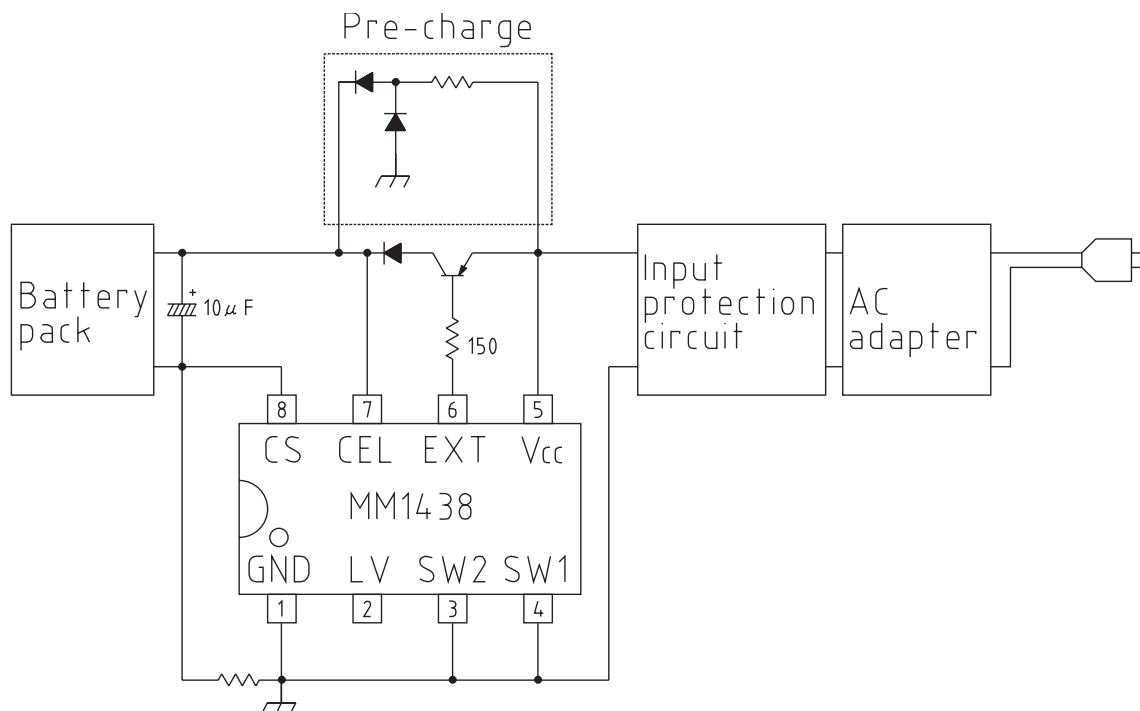 Pre-charge
Battery
pack
+
10μF
150
Input
protection
circuit
AC
adapter
8 7 6 5
CS CEL EXT Vcc
MM1438
GND LV SW2 SW1
1 2 3 4